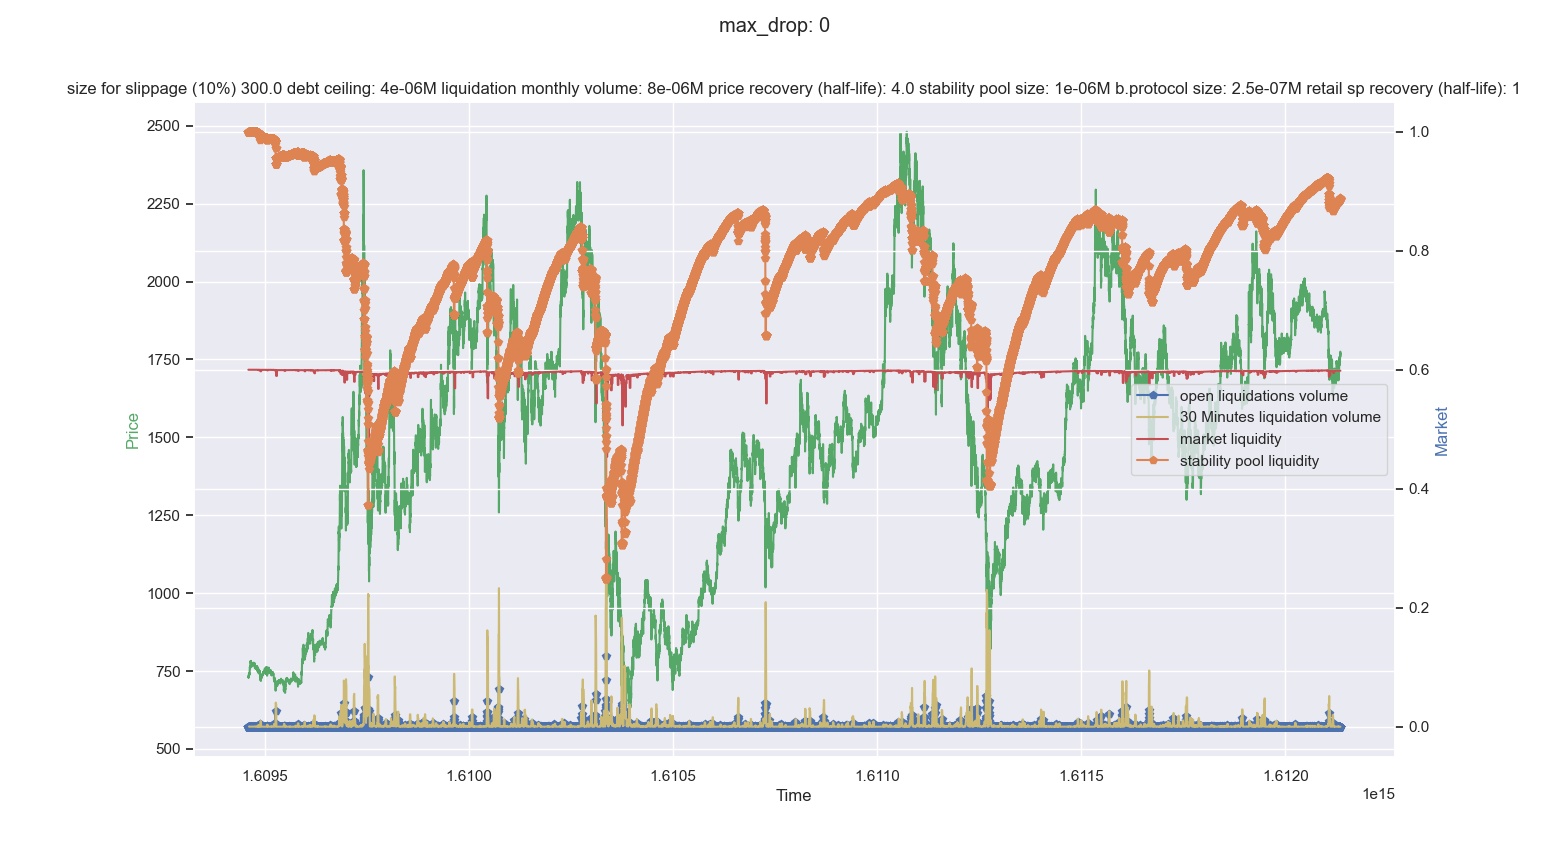 max_drop: 0
size for slippage (10%) 300.0 debt ceiling: 4e-06M liquidation monthly volume: 8e-06M price recovery (half-life): 4.0 stability pool size: 1e-06M b.protocol size: 2.5e-07M retail sp recovery (half-life): 1
2500
2250
2000
1750
1500
1250
1000
750
500
Price
1.0
0.8
0.6
0.4
0.2
0.0
Market
open liquidations volume
30 Minutes liquidation volume
market liquidity
stability pool liquidity
1.6095
1.6100
1.6105
1.6110
1.6115
1.6120
1e15
Time